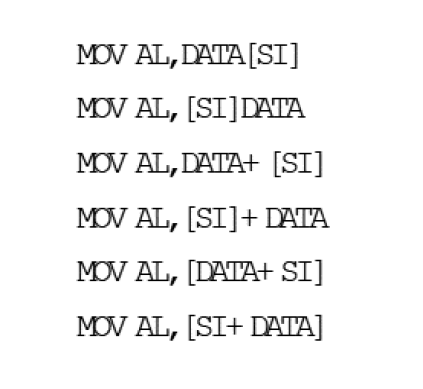 MOV AL,DATA[SI]
MOV AL,[SI]DATA
MOV AL,DATA+ [SI]
MOV AL,[SI]+ DATA
MOV AL,[DATA+ SI]
MOV AL,[SI+ DATA]